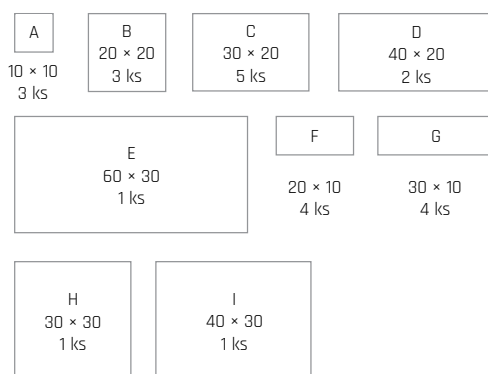 A
10 × 10
3 ks
B
20 × 20
3 ks
C
30 × 20
5 ks
D
40 × 20
2 ks
E
60 × 30
1 ks
F
20 × 10
4 ks
G
30 × 10
4 ks
H
30 × 30
1 ks
I
40 × 30
1 ks